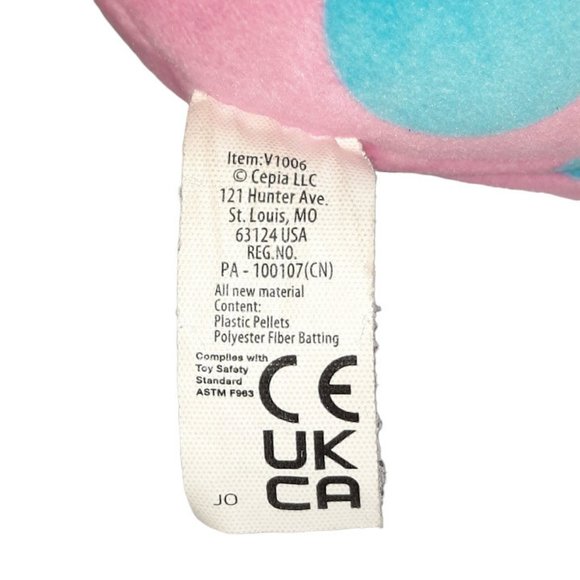 Item:V1006
© Cepia LLC
121 Hunter Ave.
St. Louis, MO
63124 USA
REG.NO.
PA - 100107(CN)
All new material
Content:
Plastic Pellets
Polyester Fiber Batting
Complies with
Toy Safety
Standard
ASTM F963
CE
UK
CA
JO